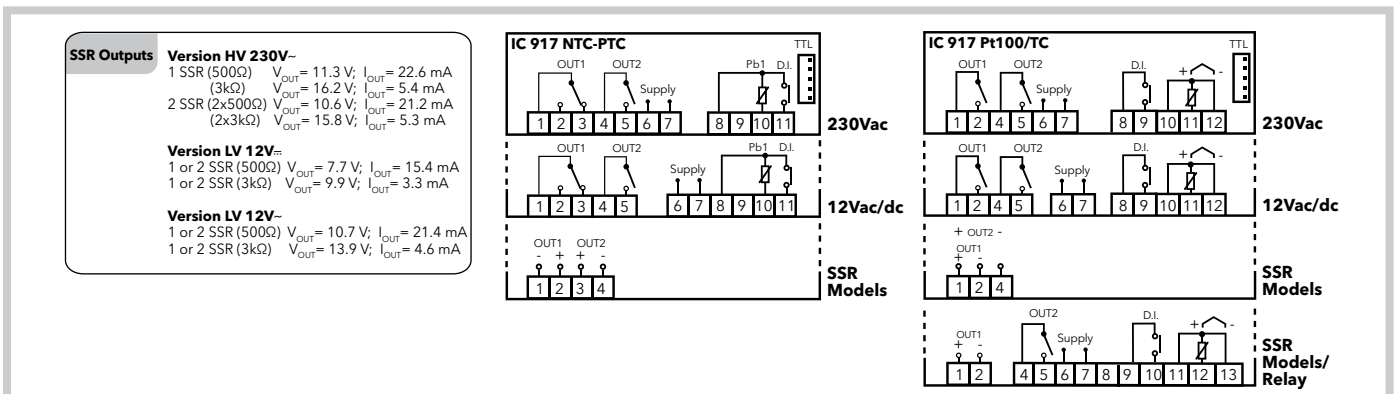 SSR Outputs
Version HV 230V~
1 SSR (500Ω) VOUT= 11.3 V; IOUT= 22.6 mA
(3kΩ) VOUT= 16.2 V; IOUT= 5.4 mA
2 SSR (2x500Ω) VOUT= 10.6 V; IOUT= 21.2 mA
(2x3kΩ) VOUT= 15.8 V; IOUT= 5.3 mA
Version LV 12V⎓
1 or 2 SSR (500Ω) VOUT= 7.7 V; IOUT= 15.4 mA
1 or 2 SSR (3kΩ) VOUT= 9.9 V; IOUT= 3.3 mA
Version LV 12V~
1 or 2 SSR (500Ω) VOUT= 10.7 V; IOUT= 21.4 mA
1 or 2 SSR (3kΩ) VOUT= 13.9 V; IOUT= 4.6 mA
IC 917 NTC-PTC TTL
OUT1 OUT2 Pb1 D.I.
Supply
1 2 3 4 5 6 7 8 9 10 11 230Vac
OUT1 OUT2 Pb1 D.I.
Supply
1 2 3 4 5 6 7 8 9 10 11 12Vac/dc
OUT1 OUT2
- + + -
1 2 3 4
SSR
Models
IC 917 Pt100/TC TTL
OUT1 OUT2 D.I. + -
Supply
1 2 3 4 5 6 7 8 9 10 11 12 230Vac
OUT1 OUT2 D.I. + -
Supply
1 2 4 5 6 7 8 9 10 11 12 12Vac/dc
+ OUT2 -
OUT1
+ -
1 2 4
SSR
Models
OUT2 D.I. + -
OUT1 Supply
+ -
1 2 4 5 6 7 8 9 10 11 12 13
SSR
Models/
Relay